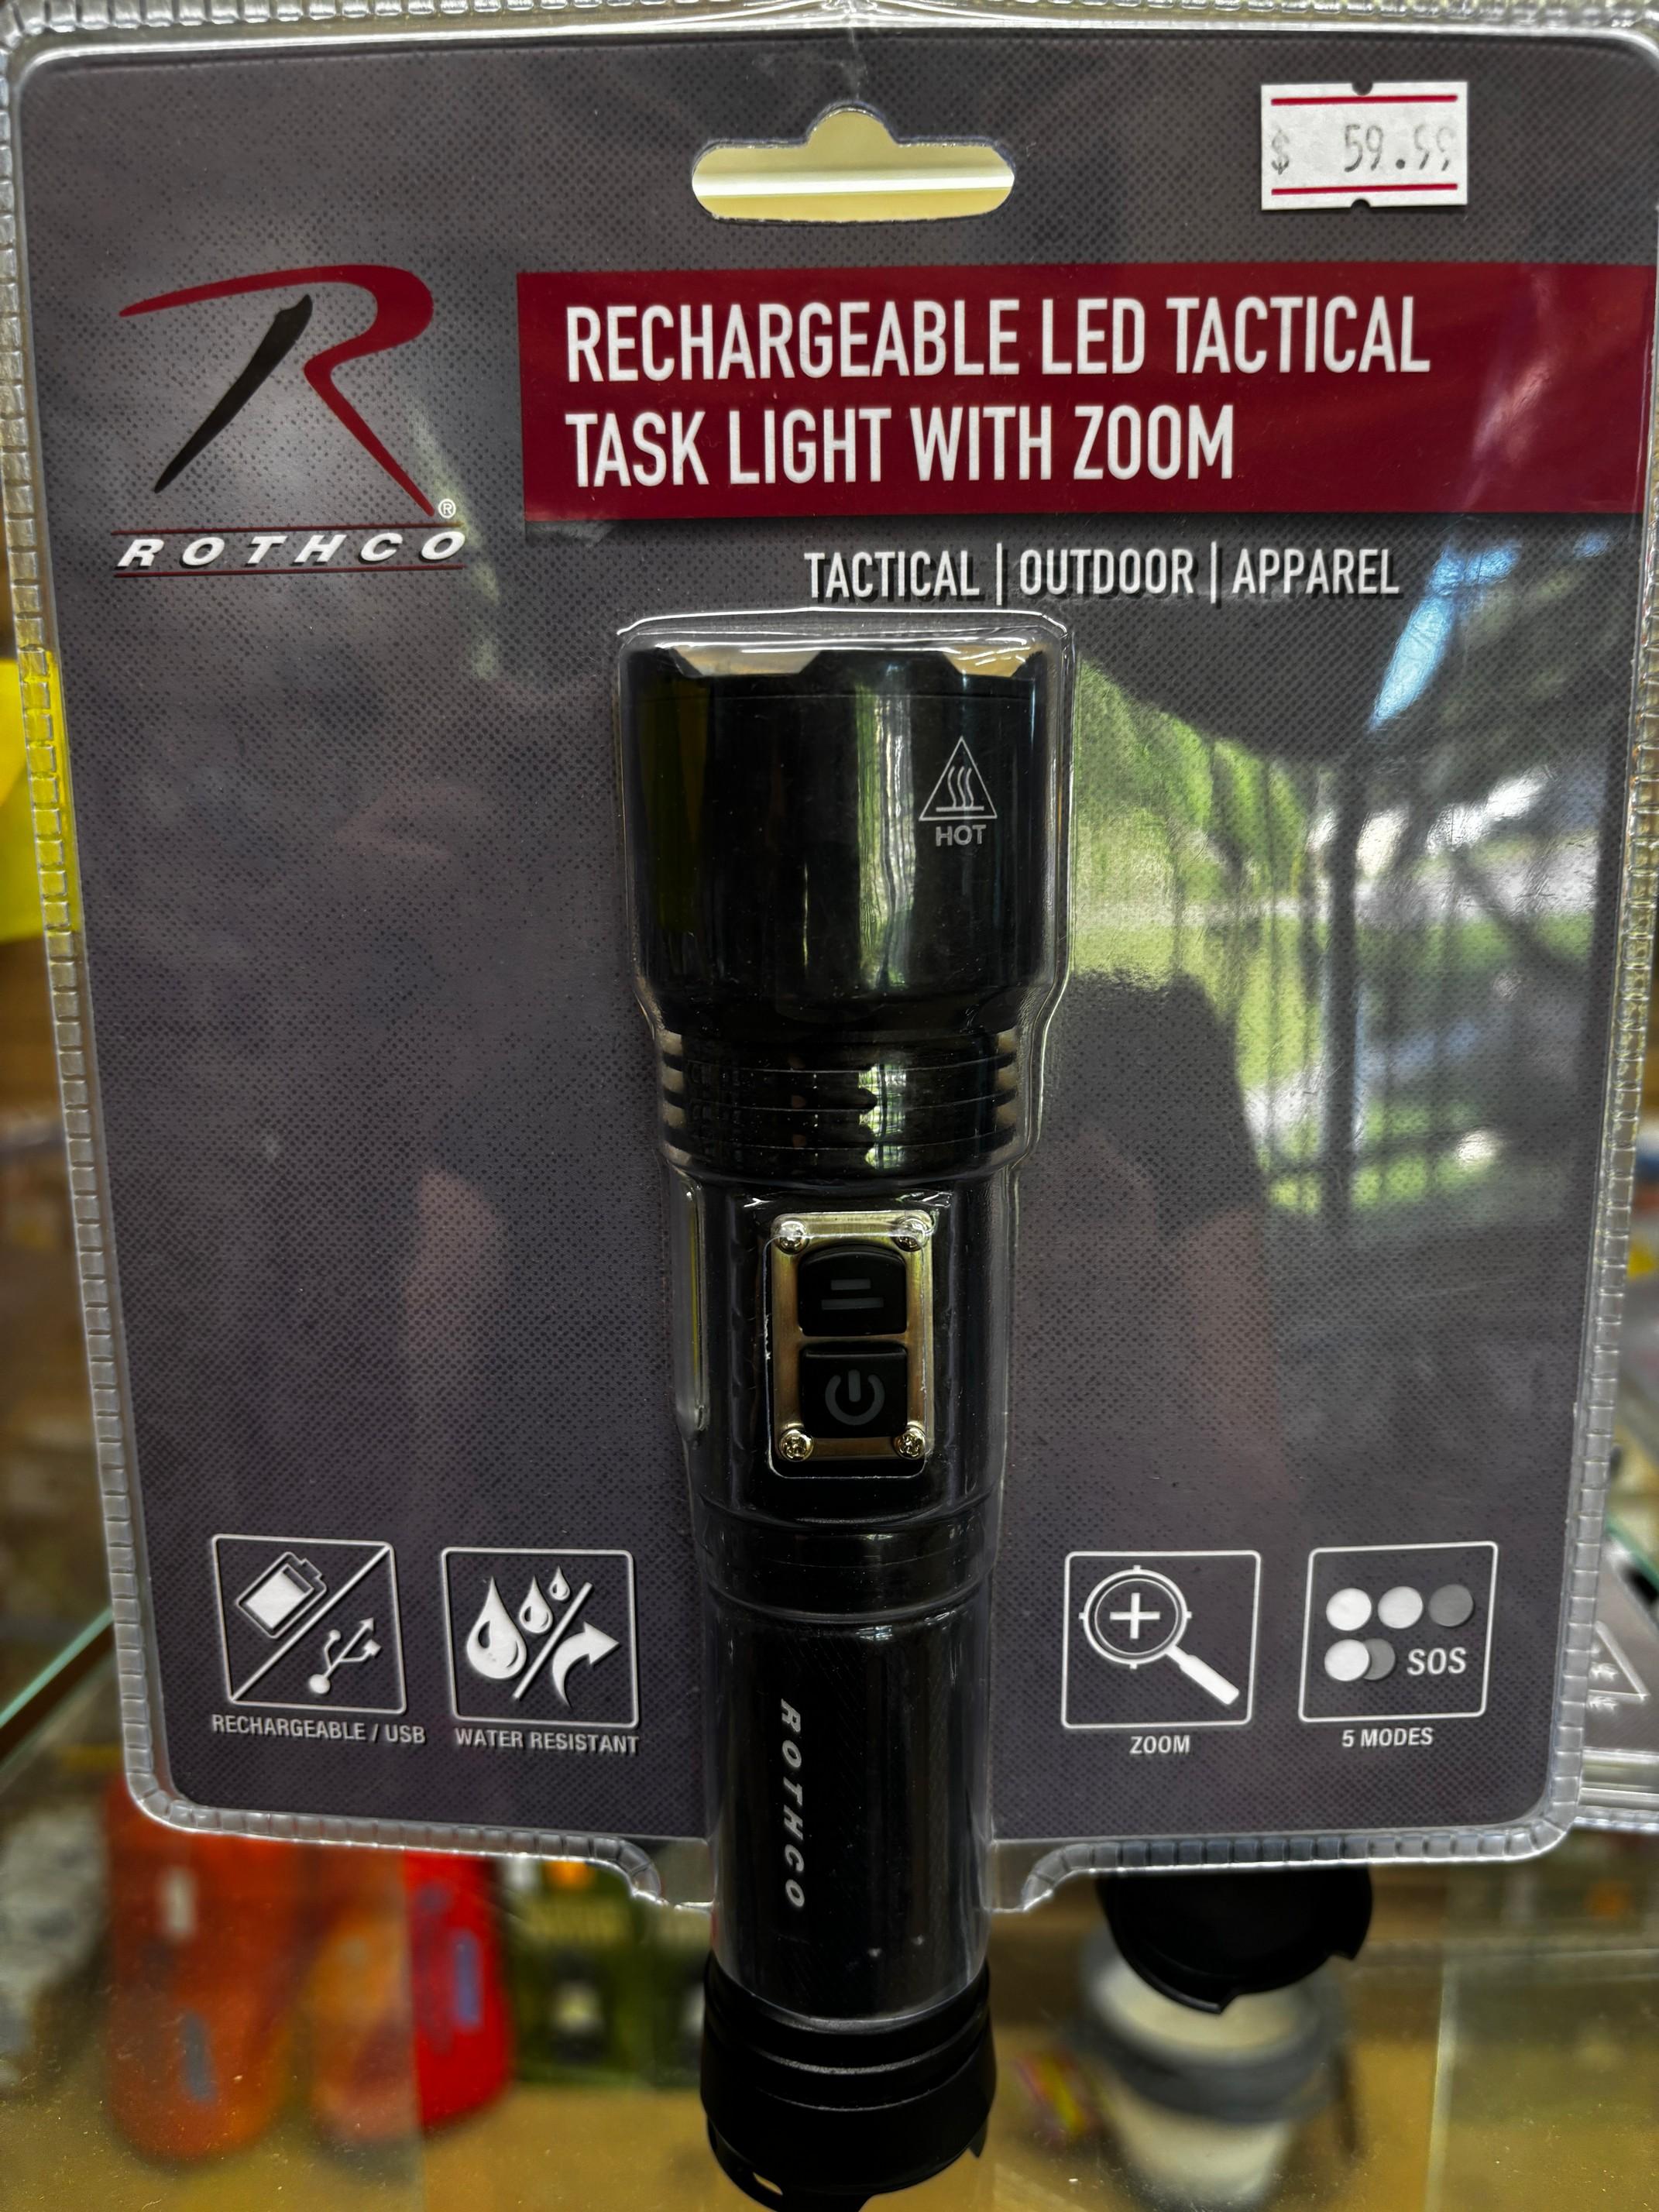 $ 59.99
RECHARGEABLE LED TACTICAL
TASK LIGHT WITH ZOOM
R®
ROTHCO
TACTICAL | OUTDOOR | APPAREL
HOT
SOS
RECHARGEABLE / USB
WATER RESISTANT
ZOOM
5 MODES
ROTHCO